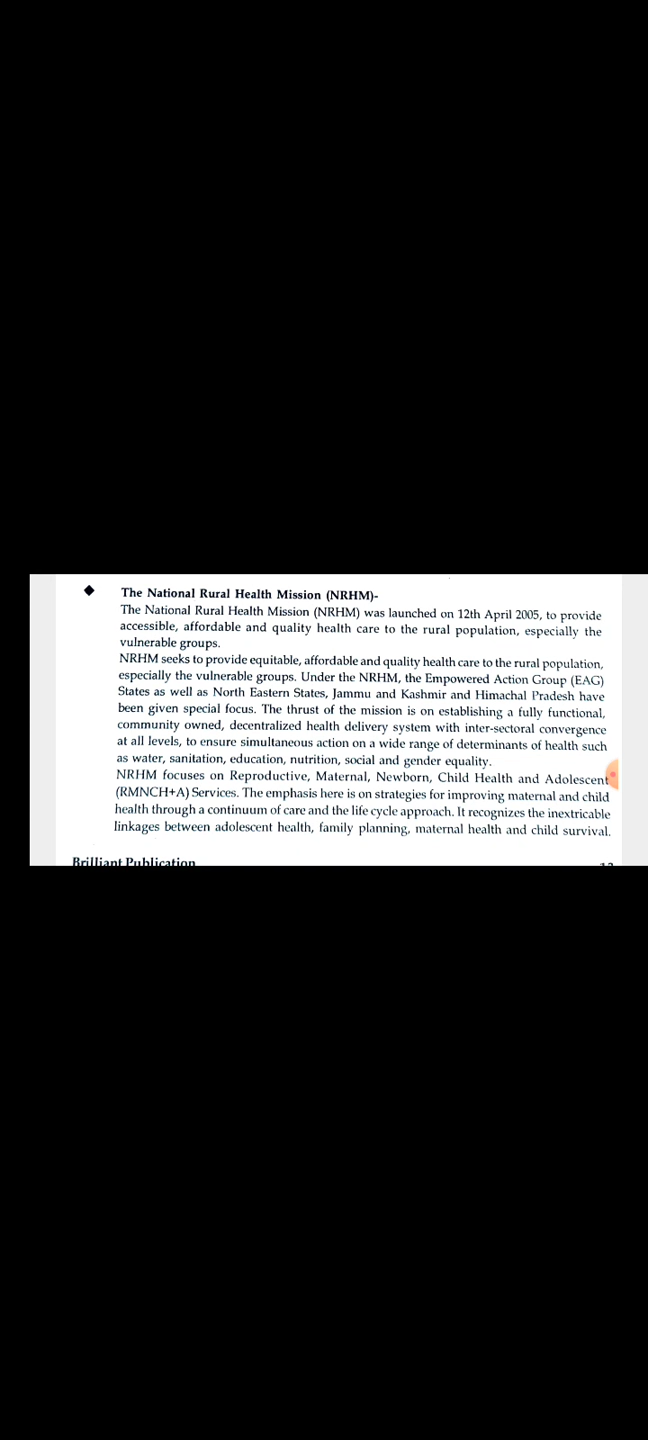 ◆ The National Rural Health Mission (NRHM)-
The National Rural Health Mission (NRHM) was launched on 12th April 2005, to provide
accessible, affordable and quality health care to the rural population, especially the
vulnerable groups.
NRHM seeks to provide equitable, affordable and quality health care to the rural population,
especially the vulnerable groups. Under the NRHM, the Empowered Action Group (EAG)
States as well as North Eastern States, Jammu and Kashmir and Himachal Pradesh have
been given special focus. The thrust of the mission is on establishing a fully functional,
community owned, decentralized health delivery system with inter-sectoral convergence
at all levels, to ensure simultaneous action on a wide range of determinants of health such
as water, sanitation, education, nutrition, social and gender equality.
NRHM focuses on Reproductive, Maternal, Newborn, Child Health and Adolescent
(RMNCH+A) Services. The emphasis here is on strategies for improving maternal and child
health through a continuum of care and the life cycle approach. It recognizes the inextricable
linkages between adolescent health, family planning, maternal health and child survival.
Brilliant Publication